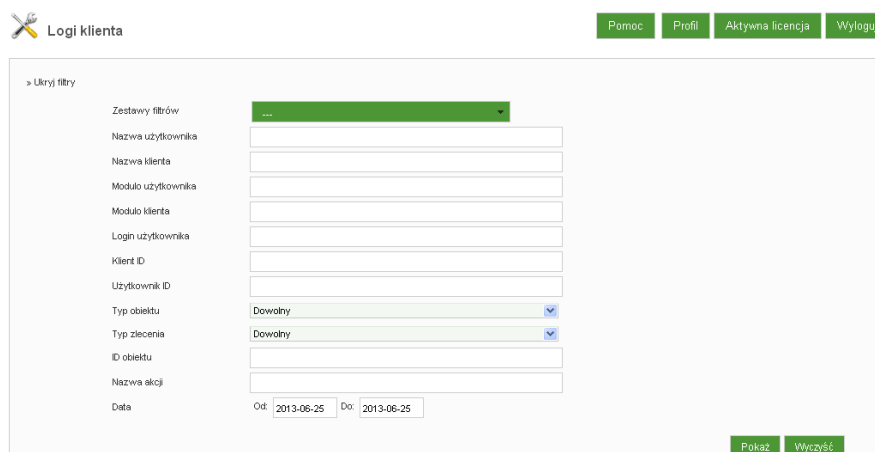 Logi klienta Pomoc Profil Aktywna licencja Wyloguj
» Ukryj filtry
Zestawy filtrów ---
Nazwa użytkownika
Nazwa klienta
Modulo użytkownika
Modulo klienta
Login użytkownika
Klient ID
Użytkownik ID
Typ obiektu Dowolny
Typ zlecenia Dowolny
ID obiektu
Nazwa akcji
Data Od: 2013-06-25 Do: 2013-06-25
Pokaż Wyczyść